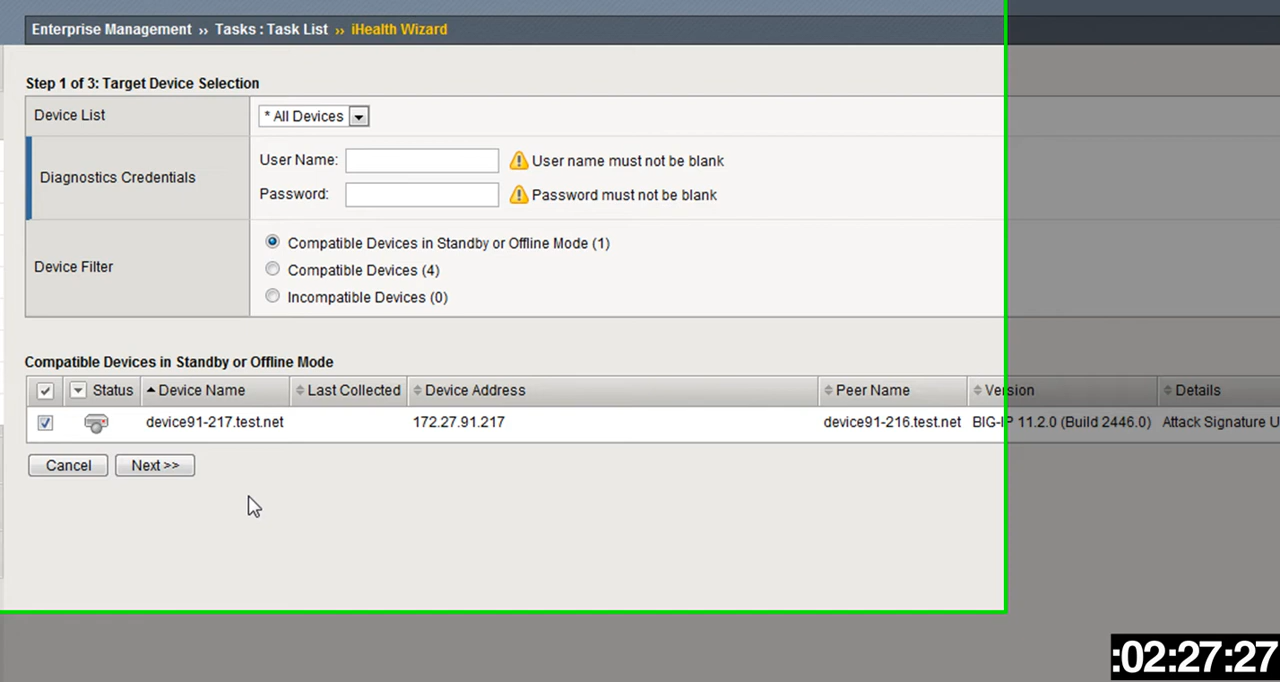 Enterprise Management ›› Tasks : Task List ›› iHealth Wizard
Step 1 of 3: Target Device Selection
Device List * All Devices
Diagnostics Credentials
User Name: User name must not be blank
Password: Password must not be blank
Device Filter
Compatible Devices in Standby or Offline Mode (1)
Compatible Devices (4)
Incompatible Devices (0)
Compatible Devices in Standby or Offline Mode
Status Device Name Last Collected Device Address Peer Name Version Details
device91-217.test.net 172.27.91.217 device91-216.test.net BIG-IP 11.2.0 (Build 2446.0) Attack Signature U
Cancel Next >>
:02:27:27